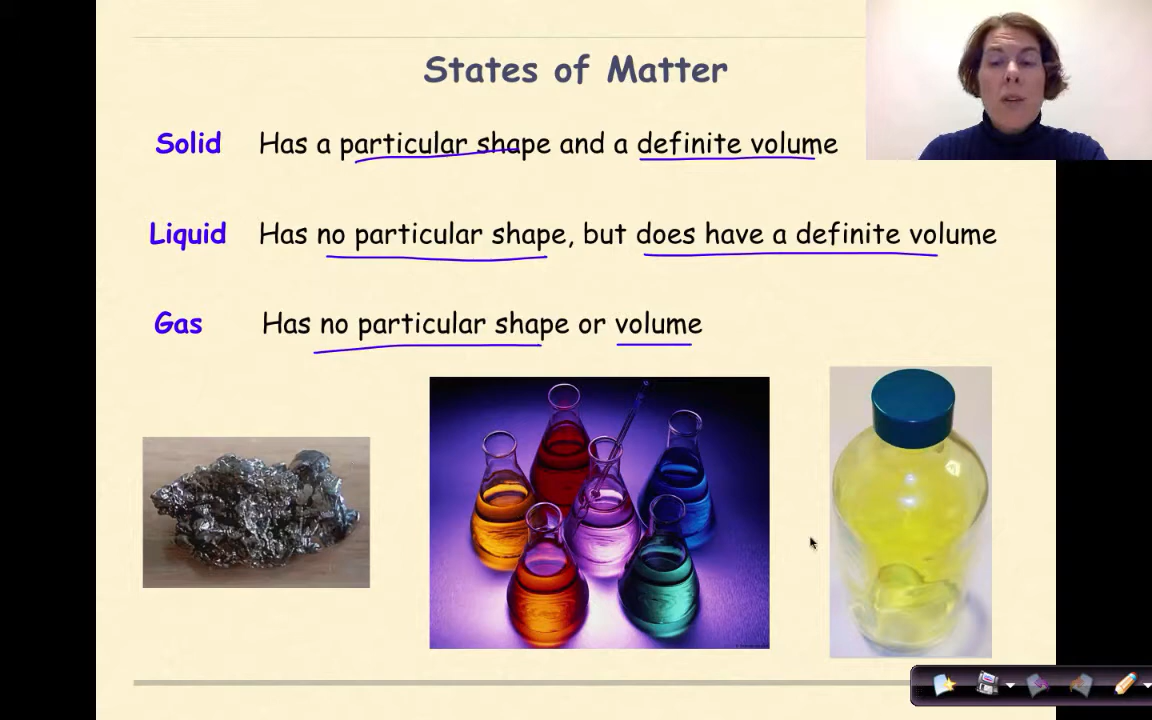 States of Matter
Solid Has a particular shape and a definite volume
Liquid Has no particular shape, but does have a definite volume
Gas Has no particular shape or volume